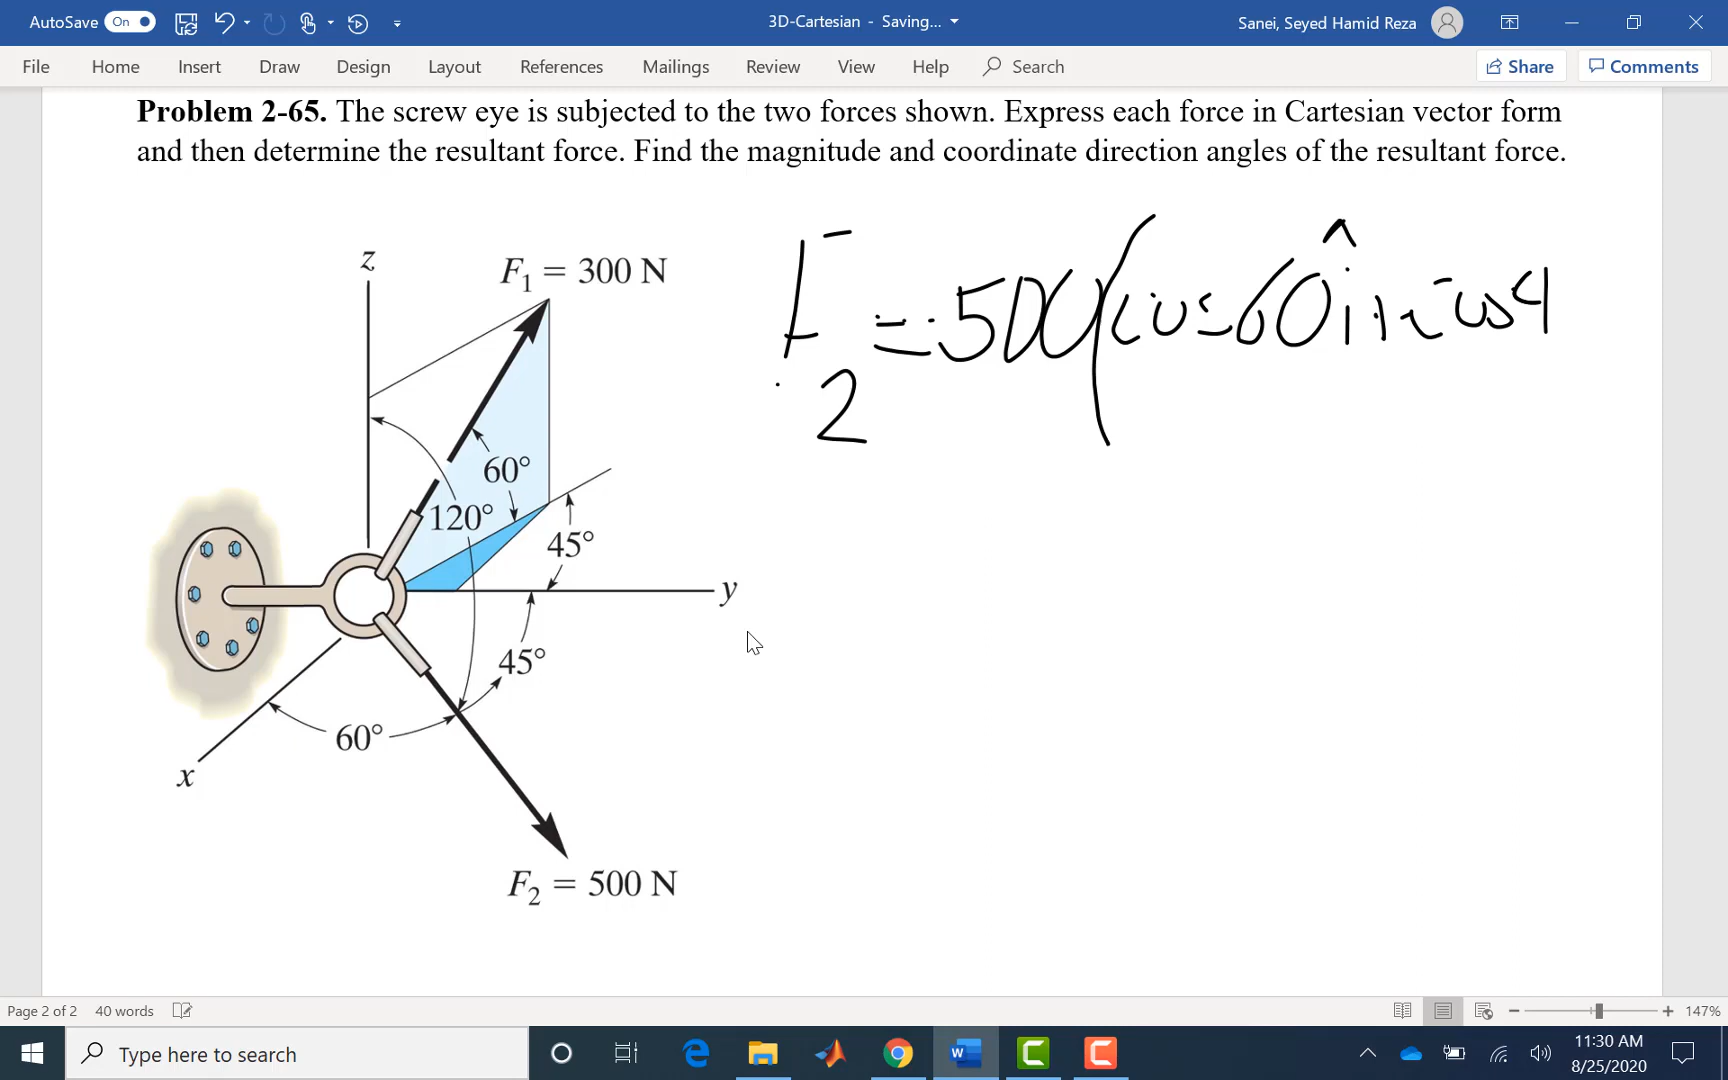 AutoSave On
3D-Cartesian - Saving...
Sanei, Seyed Hamid Reza
File Home Insert Draw Design Layout References Mailings Review View Help Search Share Comments
Problem 2-65. The screw eye is subjected to the two forces shown. Express each force in Cartesian vector form
and then determine the resultant force. Find the magnitude and coordinate direction angles of the resultant force.
F₂ = 500(cos60 i + cos4
z
F₁ = 300 N
60°
120°
45°
y
45°
60°
x
F₂ = 500 N
Page 2 of 2 40 words
147%
Type here to search
11:30 AM
8/25/2020